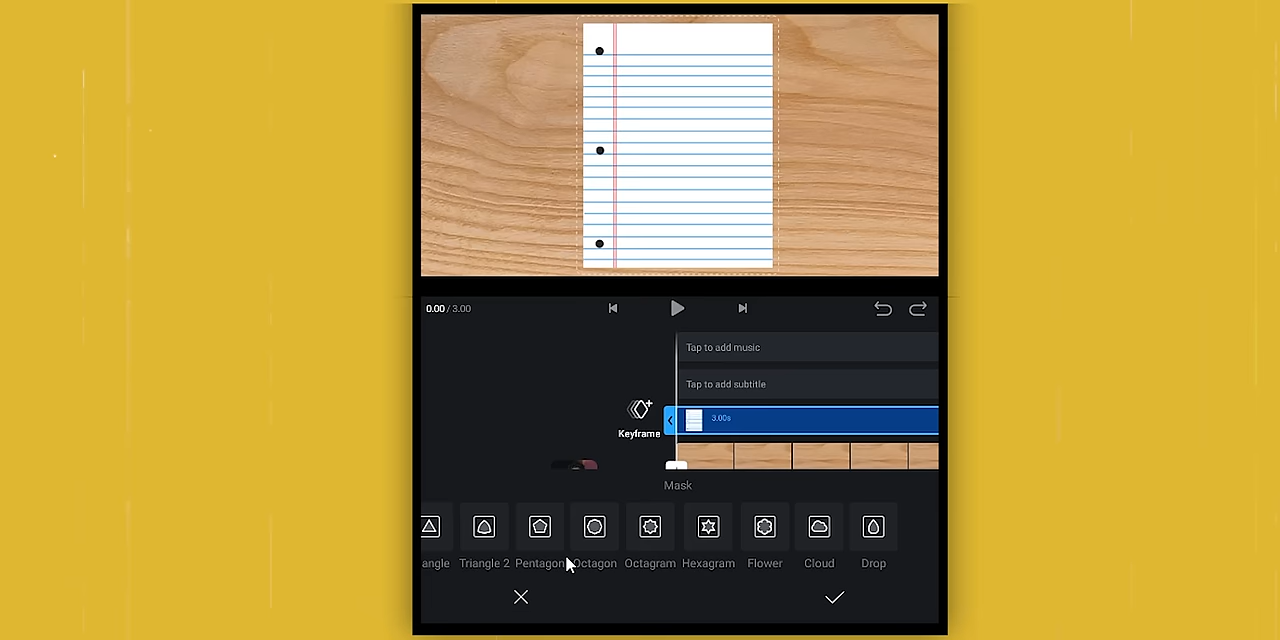 0.00 / 3.00
Tap to add music
Tap to add subtitle
3.00s
Keyframe
Mask
angle Triangle 2 Pentagon Octagon Octagram Hexagram Flower Cloud Drop